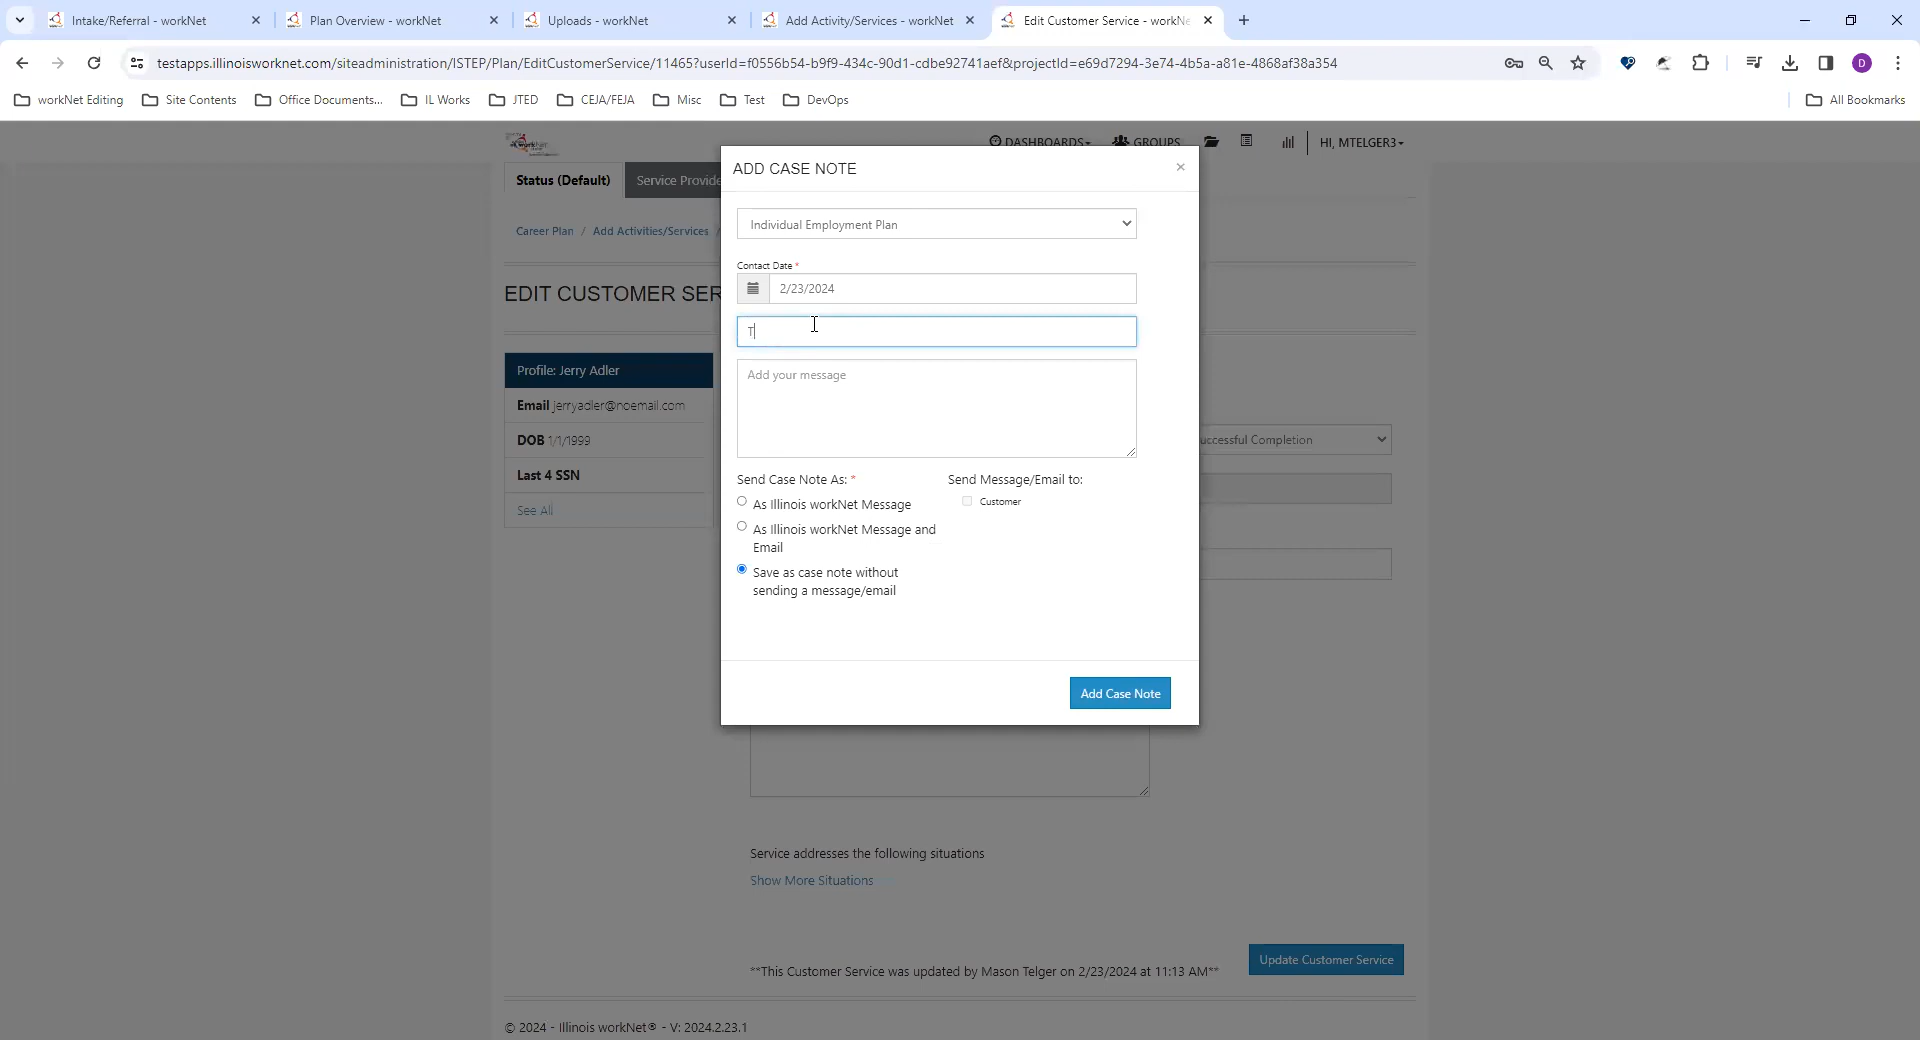 Intake/Referral - workNet
Plan Overview - workNet
Uploads - workNet
Add Activity/Services - workNet
Edit Customer Service - workNe
testapps.illinoisworknet.com/siteadministration/ISTEP/Plan/EditCustomerService/11465?userId=f0556b54-b9f9-434c-90d1-cdbe92741aef&projectId=e69d7294-3e74-4b5a-a81e-4868af38a354
D
workNet Editing
Site Contents
Office Documents...
IL Works
JTED
CEJA/FEJA
Misc
Test
DevOps
All Bookmarks
DASHBOARDS
GROUPS
HI, MTELGER3
Status (Default)
Service Provide
Career Plan / Add Activities/Services /
EDIT CUSTOMER SER
Profile: Jerry Adler
Email jerryadler@noemail.com
DOB 1/1/1999
Last 4 SSN
See All
ADD CASE NOTE
×
Individual Employment Plan
Contact Date *
2/23/2024
T
Add your message
Send Case Note As: *
As Illinois workNet Message
As Illinois workNet Message and
Email
Save as case note without
sending a message/email
Send Message/Email to:
Customer
Add Case Note
uccessful Completion
Service addresses the following situations
Show More Situations
**This Customer Service was updated by Mason Telger on 2/23/2024 at 11:13 AM**
Update Customer Service
© 2024 - Illinois workNet® - V: 2024.2.23.1